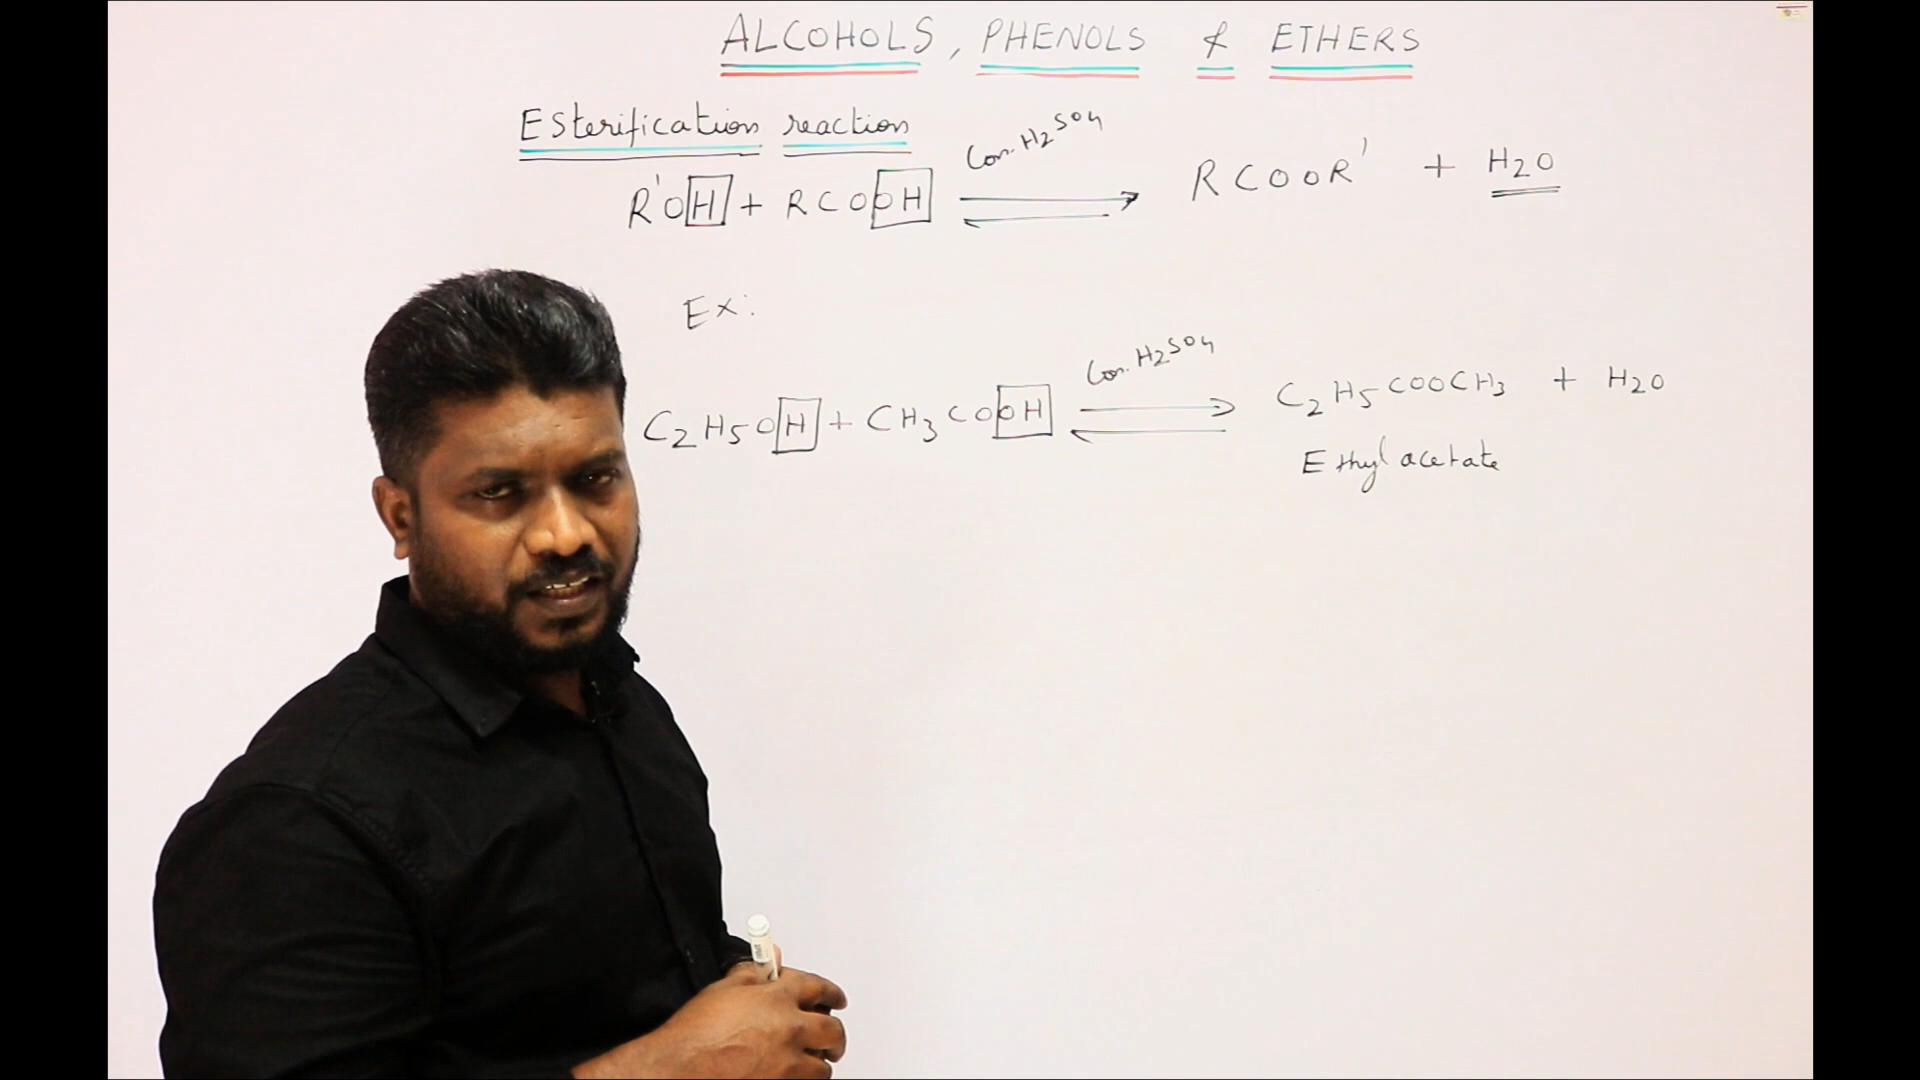 ALCOHOLS, PHENOLS & ETHERS
Esterification reaction
R'OH + RCOOH ⇌ Con. H2SO4 RCOOR' + H2O
Ex:
C2H5OH + CH3COOH ⇌ Con. H2SO4 C2H5COOCH3 + H2O
Ethyl acetate